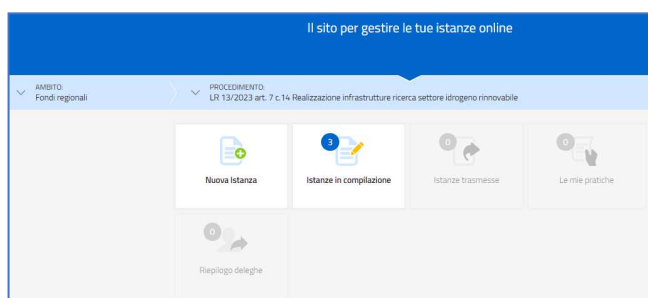 Il sito per gestire le tue istanze online
AMBITO:
Fondi regionali
PROCEDIMENTO:
LR 13/2023 art. 7 c.14 Realizzazione infrastrutture ricerca settore idrogeno rinnovabile
Nuova Istanza
3
Istanze in compilazione
0
Istanze trasmesse
0
Le mie pratiche
0
Riepilogo deleghe